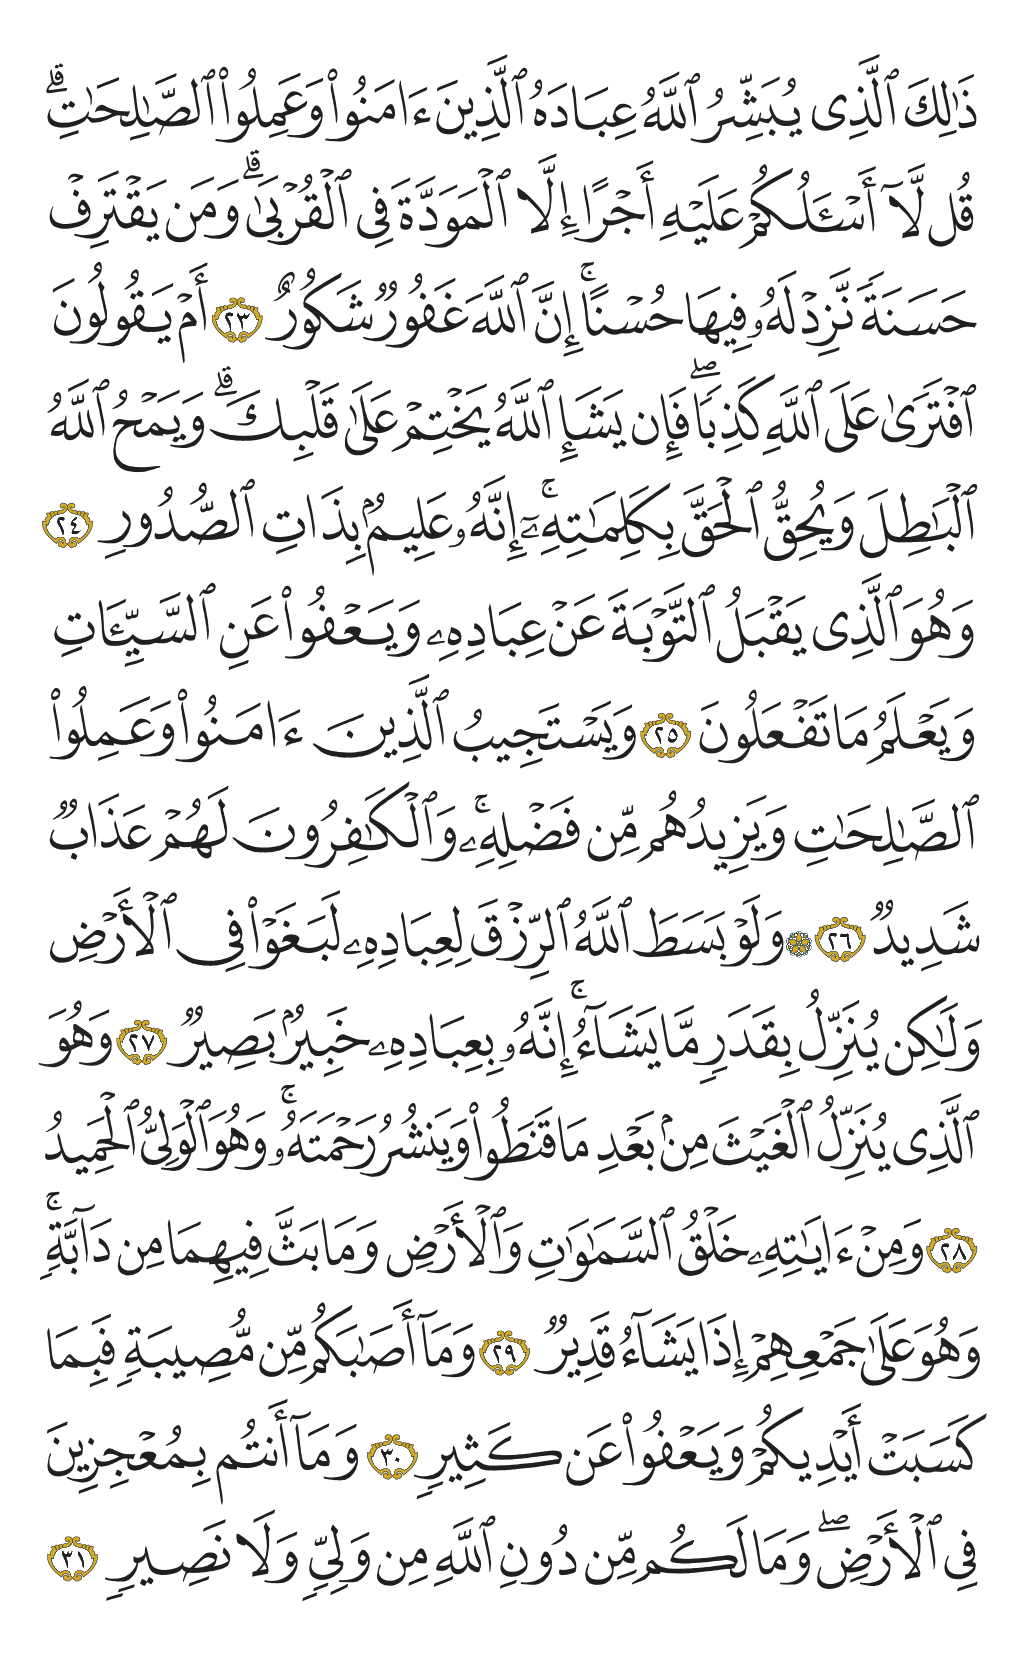 ذَٰلِكَ ٱلَّذِى يُبَشِّرُ ٱللَّهُ عِبَادَهُ ٱلَّذِينَ ءَامَنُوا۟ وَعَمِلُوا۟ ٱلصَّـٰلِحَـٰتِ ۗ
قُل لَّآ أَسْـَٔلُكُمْ عَلَيْهِ أَجْرًا إِلَّا ٱلْمَوَدَّةَ فِى ٱلْقُرْبَىٰ ۗ وَمَن يَقْتَرِفْ
حَسَنَةً نَّزِدْ لَهُۥ فِيهَا حُسْنًا ۚ إِنَّ ٱللَّهَ غَفُورٌ شَكُورٌ ٢٣ أَمْ يَقُولُونَ
ٱفْتَرَىٰ عَلَى ٱللَّهِ كَذِبًا ۖ فَإِن يَشَإِ ٱللَّهُ يَخْتِمْ عَلَىٰ قَلْبِكَ ۗ وَيَمْحُ ٱللَّهُ
ٱلْبَـٰطِلَ وَيُحِقُّ ٱلْحَقَّ بِكَلِمَـٰتِهِۦٓ ۚ إِنَّهُۥ عَلِيمٌۢ بِذَاتِ ٱلصُّدُورِ ٢٤
وَهُوَ ٱلَّذِى يَقْبَلُ ٱلتَّوْبَةَ عَنْ عِبَادِهِۦ وَيَعْفُوا۟ عَنِ ٱلسَّيِّـَٔاتِ
وَيَعْلَمُ مَا تَفْعَلُونَ ٢٥ وَيَسْتَجِيبُ ٱلَّذِينَ ءَامَنُوا۟ وَعَمِلُوا۟
ٱلصَّـٰلِحَـٰتِ وَيَزِيدُهُم مِّن فَضْلِهِۦ ۚ وَٱلْكَـٰفِرُونَ لَهُمْ عَذَابٌ
شَدِيدٌ ٢٦ ۞ وَلَوْ بَسَطَ ٱللَّهُ ٱلرِّزْقَ لِعِبَادِهِۦ لَبَغَوْا۟ فِى ٱلْأَرْضِ
وَلَـٰكِن يُنَزِّلُ بِقَدَرٍ مَّا يَشَآءُ ۚ إِنَّهُۥ بِعِبَادِهِۦ خَبِيرٌۢ بَصِيرٌ ٢٧ وَهُوَ
ٱلَّذِى يُنَزِّلُ ٱلْغَيْثَ مِنۢ بَعْدِ مَا قَنَطُوا۟ وَيَنشُرُ رَحْمَتَهُۥ ۚ وَهُوَ ٱلْوَلِىُّ ٱلْحَمِيدُ
٢٨ وَمِنْ ءَايَـٰتِهِۦ خَلْقُ ٱلسَّمَـٰوَٰتِ وَٱلْأَرْضِ وَمَا بَثَّ فِيهِمَا مِن دَآبَّةٍ ۚ
وَهُوَ عَلَىٰ جَمْعِهِمْ إِذَا يَشَآءُ قَدِيرٌ ٢٩ وَمَآ أَصَـٰبَكُم مِّن مُّصِيبَةٍ فَبِمَا
كَسَبَتْ أَيْدِيكُمْ وَيَعْفُوا۟ عَن كَثِيرٍ ٣٠ وَمَآ أَنتُم بِمُعْجِزِينَ
فِى ٱلْأَرْضِ ۖ وَمَا لَكُم مِّن دُونِ ٱللَّهِ مِن وَلِىٍّ وَلَا نَصِيرٍ ٣١